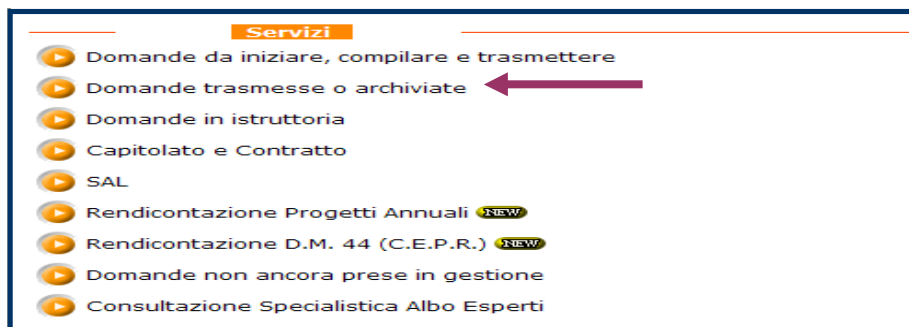 Servizi
Domande da iniziare, compilare e trasmettere
Domande trasmesse o archiviate
Domande in istruttoria
Capitolato e Contratto
SAL
Rendicontazione Progetti Annuali NEW
Rendicontazione D.M. 44 (C.E.P.R.) NEW
Domande non ancora prese in gestione
Consultazione Specialistica Albo Esperti